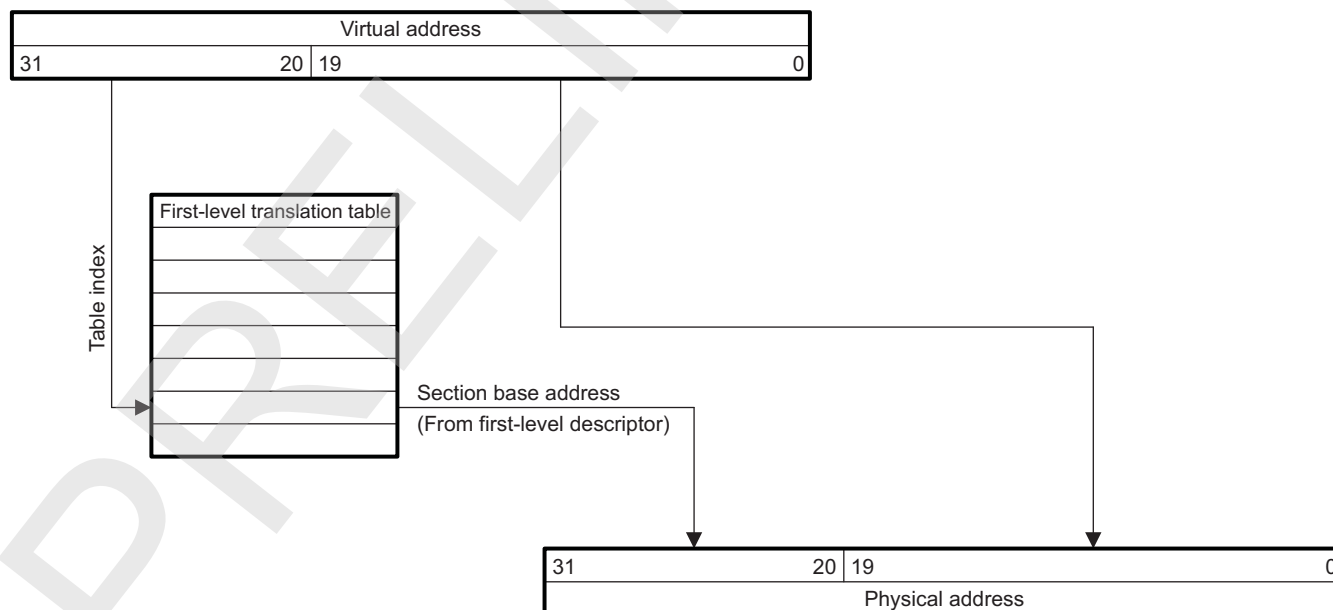 Virtual address
31 20 19 0
First-level translation table
Table index
Section base address
(From first-level descriptor)
31 20 19 0
Physical address
PRELI